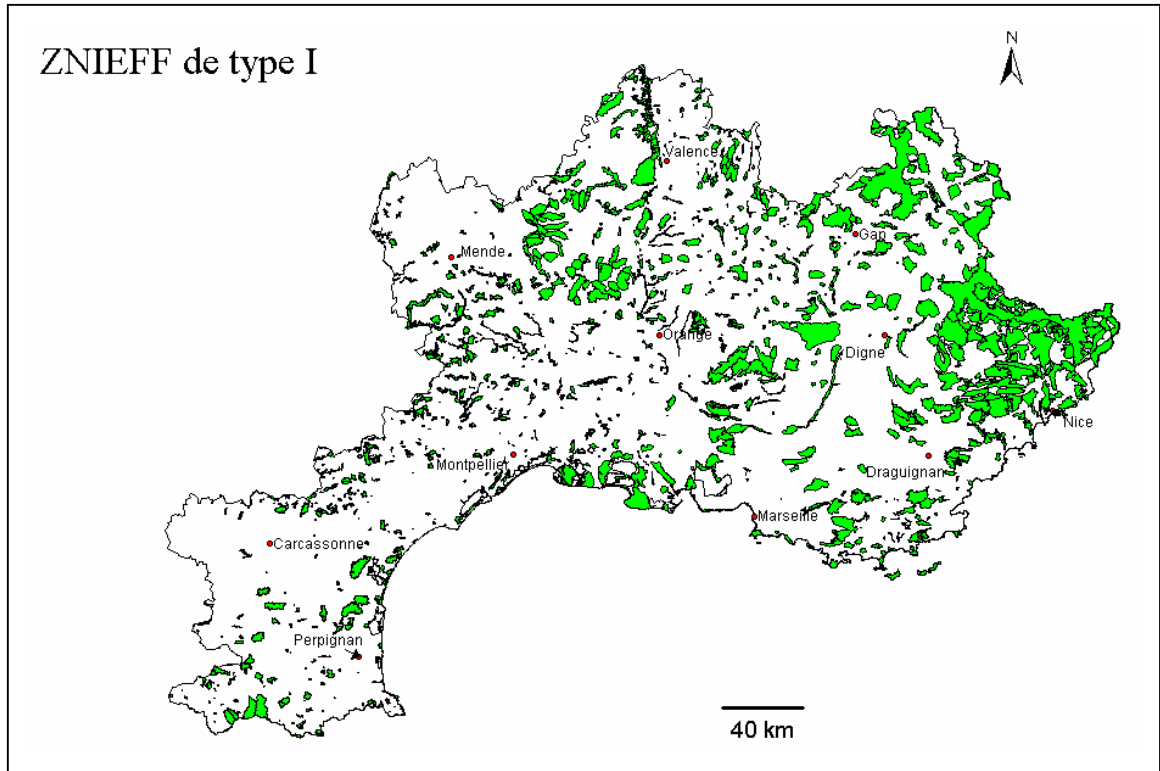 ZNIEFF de type I
N
Valence
Gap
Mende
Orange
Digne
Nice
Montpellier
Draguignan
Marseille
Carcassonne
Perpignan
40 km